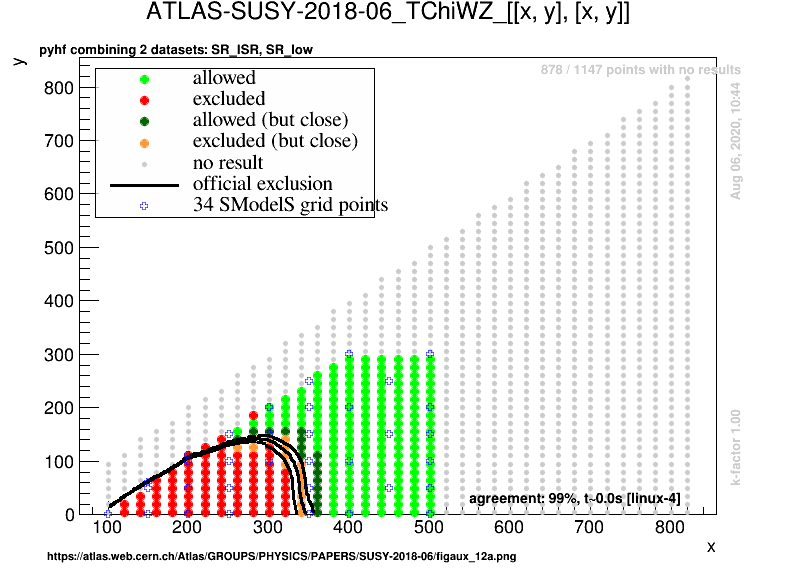 ATLAS-SUSY-2018-06_TChiWZ_[[x, y], [x, y]]
pyhf combining 2 datasets: SR_ISR, SR_low
y
878 / 1147 points with no results
allowed
excluded
allowed (but close)
excluded (but close)
no result
official exclusion
34 SModelS grid points
800
700
600
500
400
300
200
100
0
Aug 06, 2020, 10:44
k-factor 1.00
agreement: 99%, t~0.0s [linux-4]
100 200 300 400 500 600 700 800
x
https://atlas.web.cern.ch/Atlas/GROUPS/PHYSICS/PAPERS/SUSY-2018-06/figaux_12a.png